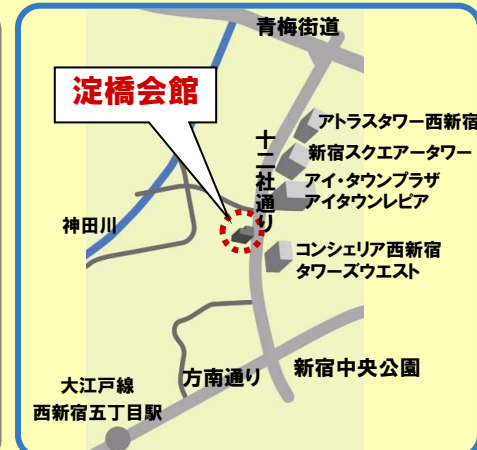 青梅街道
淀橋会館
アトラスタワー西新宿
新宿スクエアータワー
アイ・タウンプラザ
アイタウンレピア
十二社通り
神田川
コンシェリア西新宿
タワーズウエスト
方南通り
新宿中央公園
大江戸線
西新宿五丁目駅